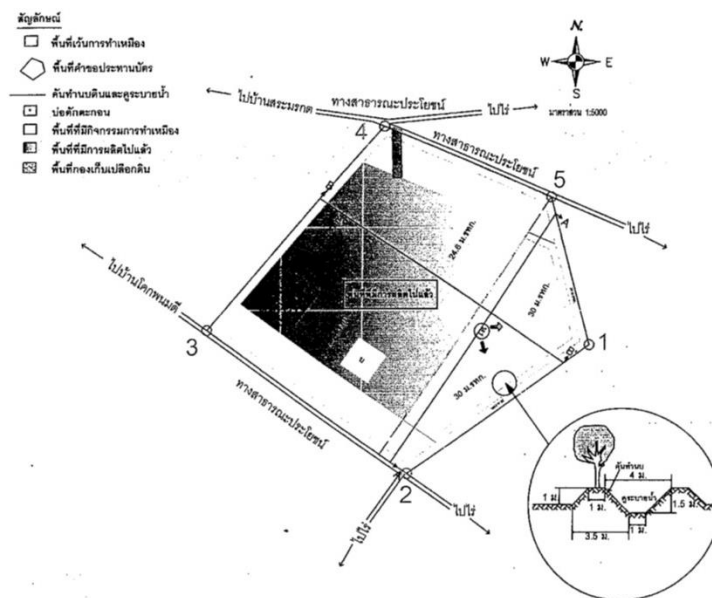 สัญลักษณ์
พื้นที่เว้นการทำเหมือง
พื้นที่คำขอประทานบัตร
คันทำนบดินและคูระบายน้ำ
บ่อดักตะกอน
พื้นที่ที่มีกิจกรรมการทำเหมือง
พื้นที่ที่มีการผลิตไปแล้ว
พื้นที่กองเก็บเปลือกดิน
N
W E
S
มาตราส่วน 1:5000
ไปบ้านสระมรกต
ทางสาธารณะประโยชน์
ไปไร่
4
ทางสาธารณะประโยชน์
5
ไปไร่
A
24.6 ม.รทก.
ไปบ้านโคกพนมดี
พื้นที่ที่มีการผลิตไปแล้ว
30 ม.รทก.
3
1
ทางสาธารณะประโยชน์
30 ม.รทก.
2
ไปไร่
ไปไร่
คันทำนบ
4 ม.
คูระบายน้ำ
1 ม.
1 ม.
1.5 ม.
1 ม.
3.5 ม.